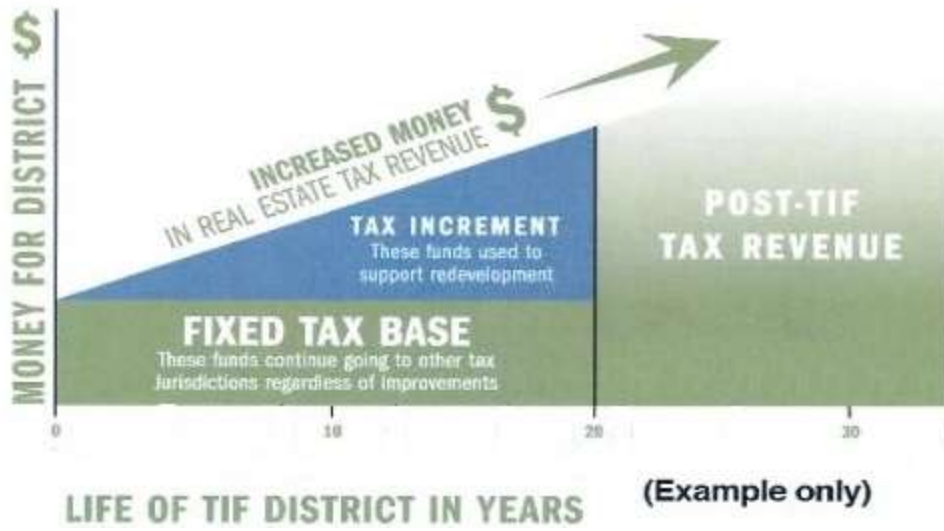 MONEY FOR DISTRICT $
INCREASED MONEY $
IN REAL ESTATE TAX REVENUE
TAX INCREMENT
These funds used to
support redevelopment
FIXED TAX BASE
These funds continue going to other tax
Jurisdictions regardless of improvements
POST-TIF
TAX REVENUE
0 10 20 30
LIFE OF TIF DISTRICT IN YEARS
(Example only)